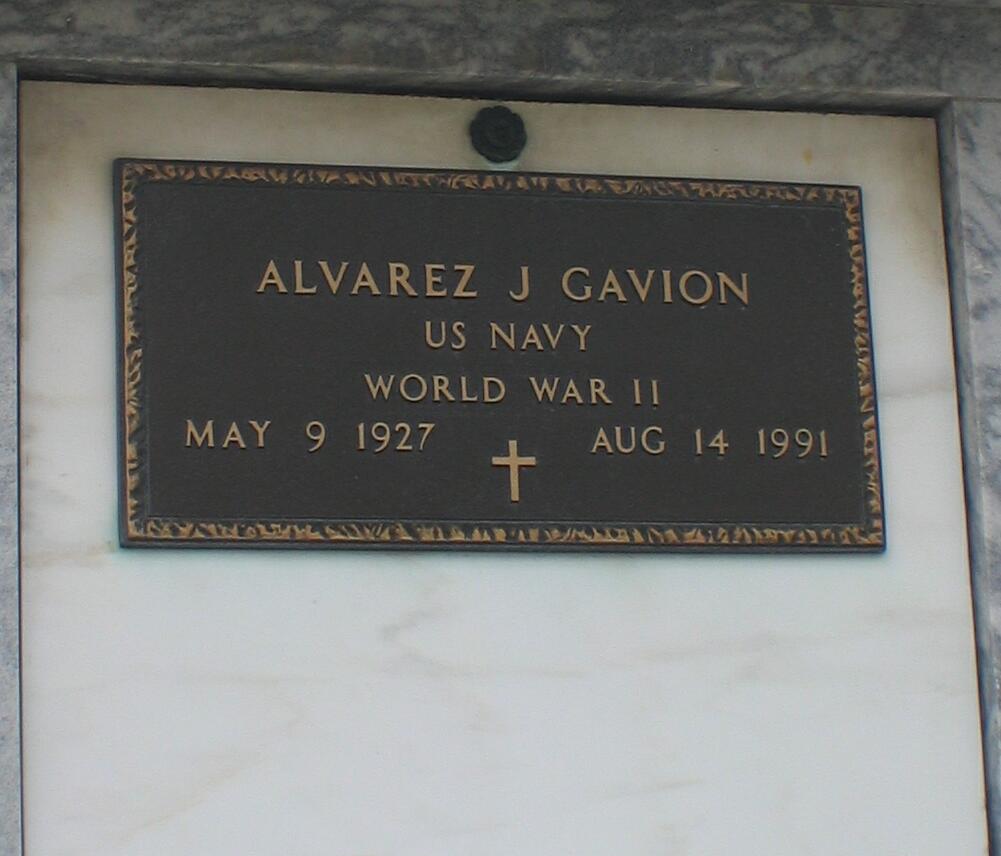 ALVAREZ J GAVION
US NAVY
WORLD WAR II
MAY 9 1927 AUG 14 1991